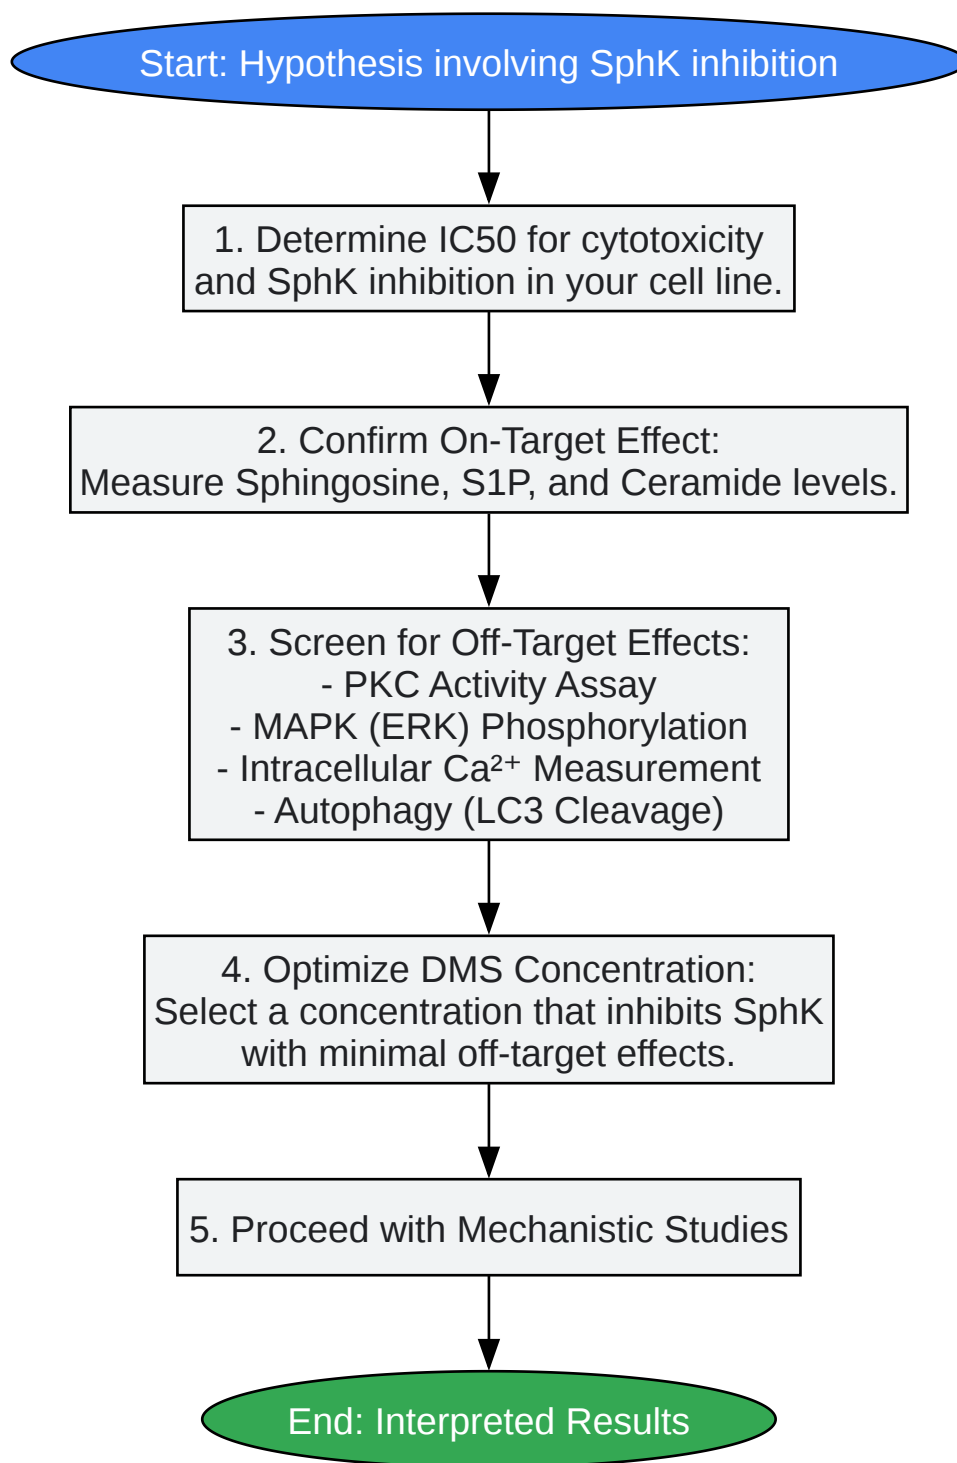 Start: Hypothesis involving SphK inhibition
1. Determine IC50 for cytotoxicity
and SphK inhibition in your cell line.
2. Confirm On-Target Effect:
Measure Sphingosine, S1P, and Ceramide levels.
3. Screen for Off-Target Effects:
- PKC Activity Assay
- MAPK (ERK) Phosphorylation
- Intracellular Ca²⁺ Measurement
- Autophagy (LC3 Cleavage)
4. Optimize DMS Concentration:
Select a concentration that inhibits SphK
with minimal off-target effects.
5. Proceed with Mechanistic Studies
End: Interpreted Results